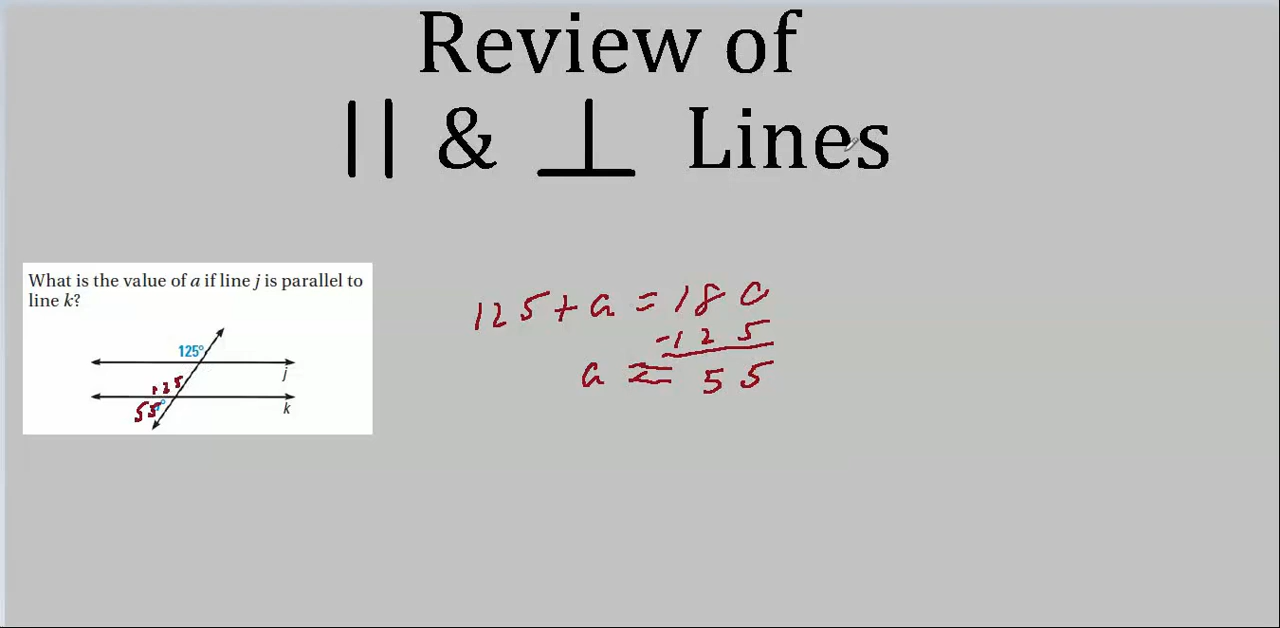 Review of
|| & ⊥ Lines
What is the value of a if line j is parallel to
line k?
125°
j
125
55°
k
125 + a = 180
-125
a = 55